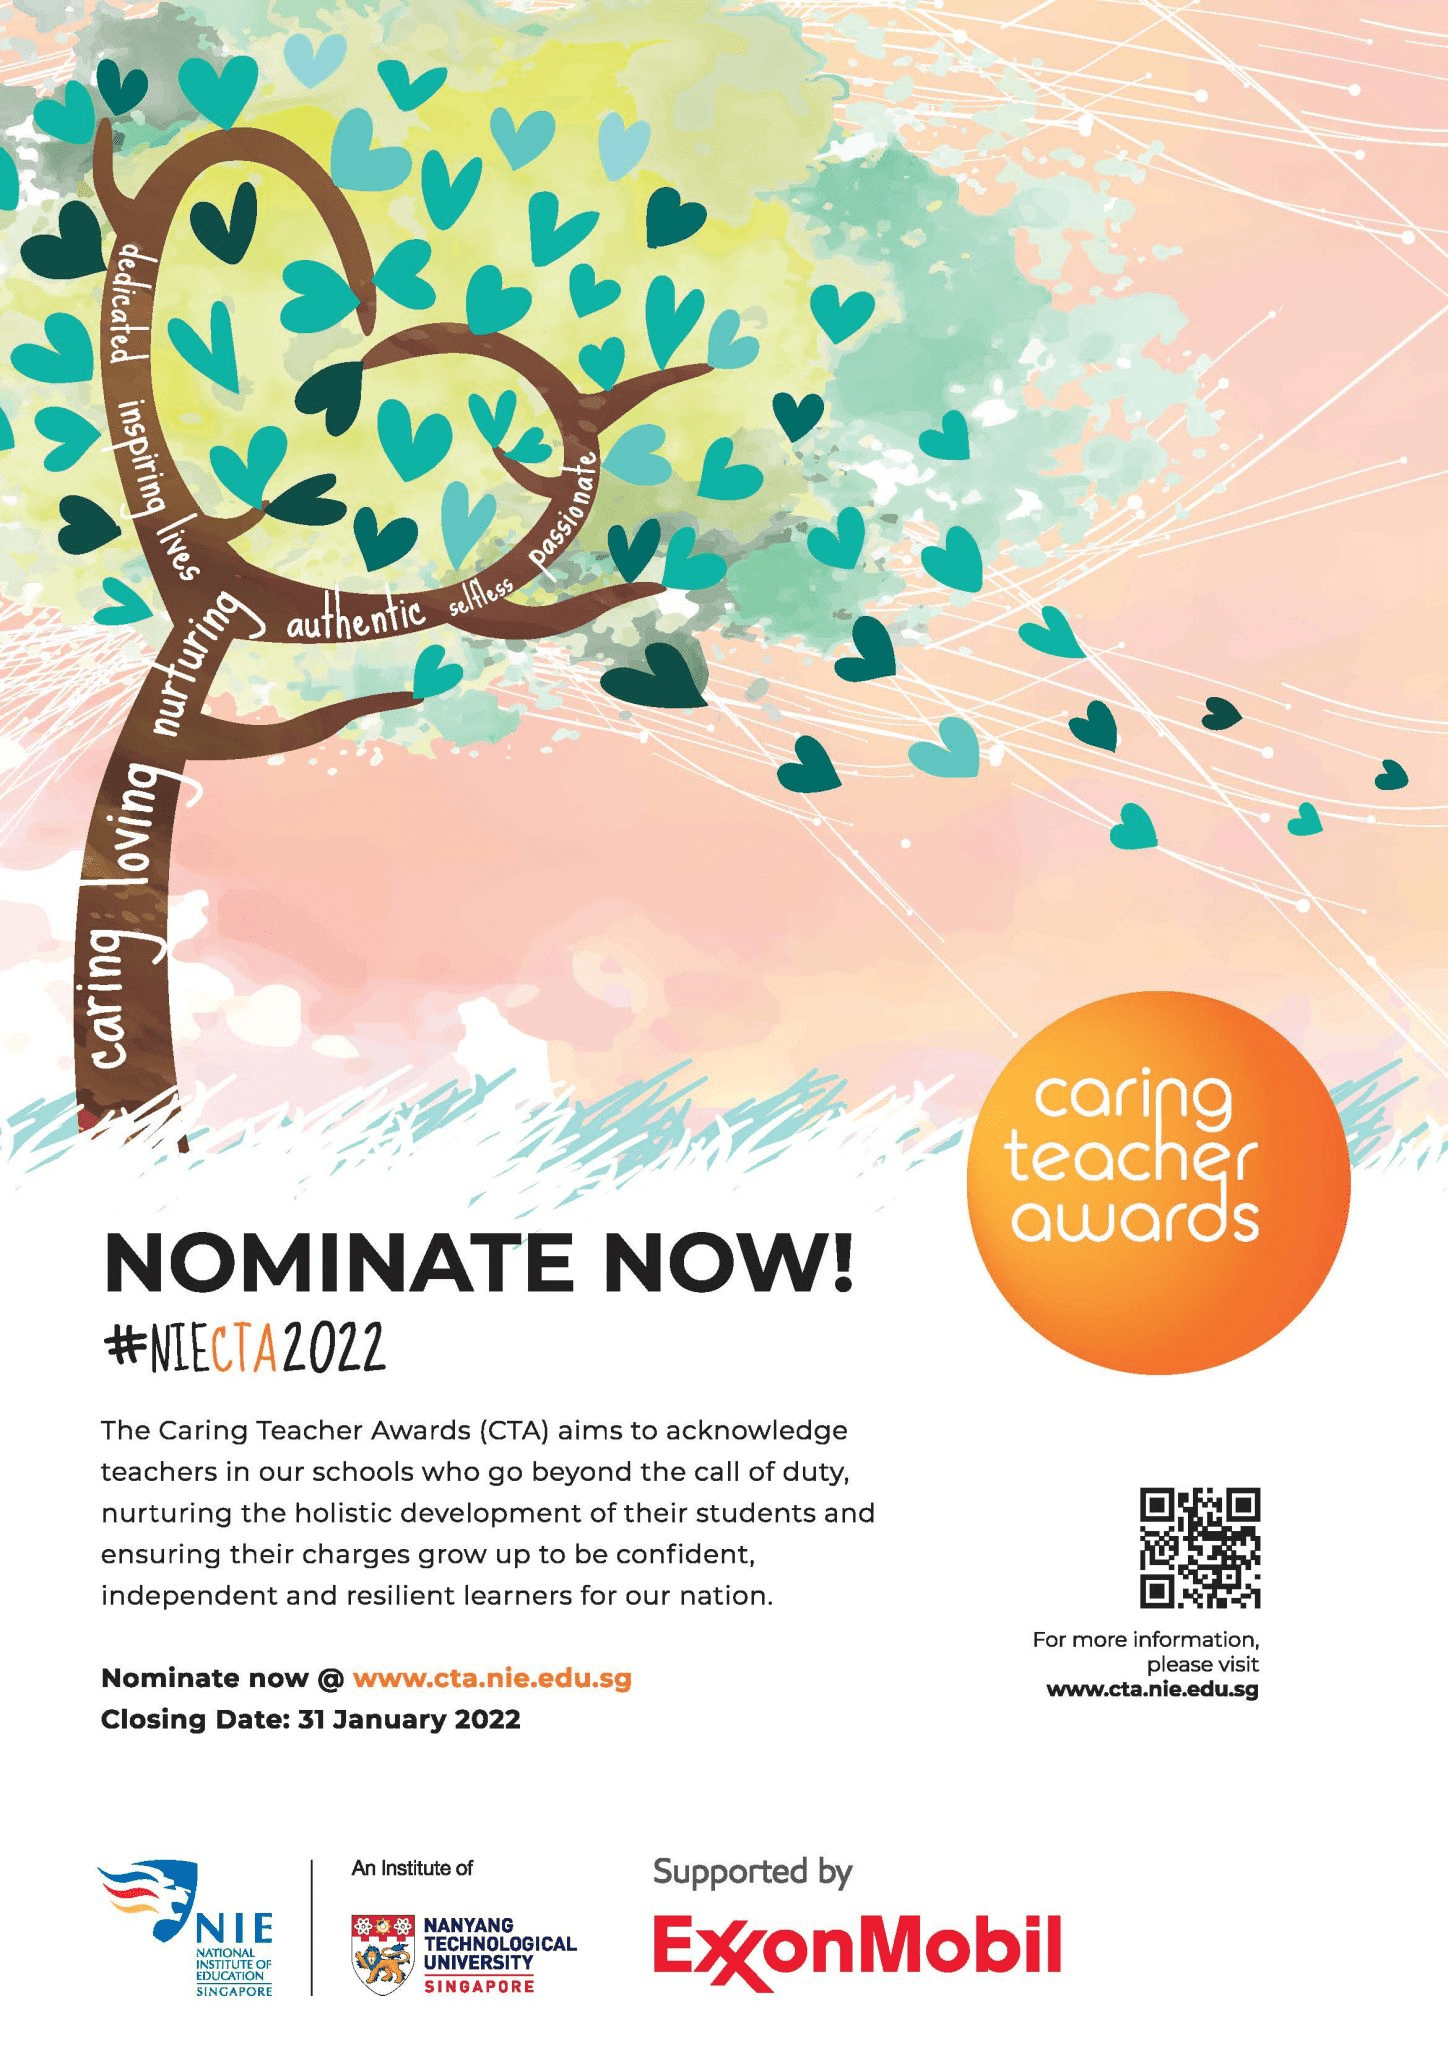 dedicated
inspiring lives
nurturing
authentic
selfless
passionate
loving
caring
caring
teacher
awards
NOMINATE NOW!
#NIECTA2022
The Caring Teacher Awards (CTA) aims to acknowledge
teachers in our schools who go beyond the call of duty,
nurturing the holistic development of their students and
ensuring their charges grow up to be confident,
independent and resilient learners for our nation.
Nominate now @ www.cta.nie.edu.sg
Closing Date: 31 January 2022
For more information,
please visit
www.cta.nie.edu.sg
NIE
NATIONAL
INSTITUTE OF
EDUCATION
SINGAPORE
An Institute of
NANYANG
TECHNOLOGICAL
UNIVERSITY
SINGAPORE
Supported by
ExxonMobil